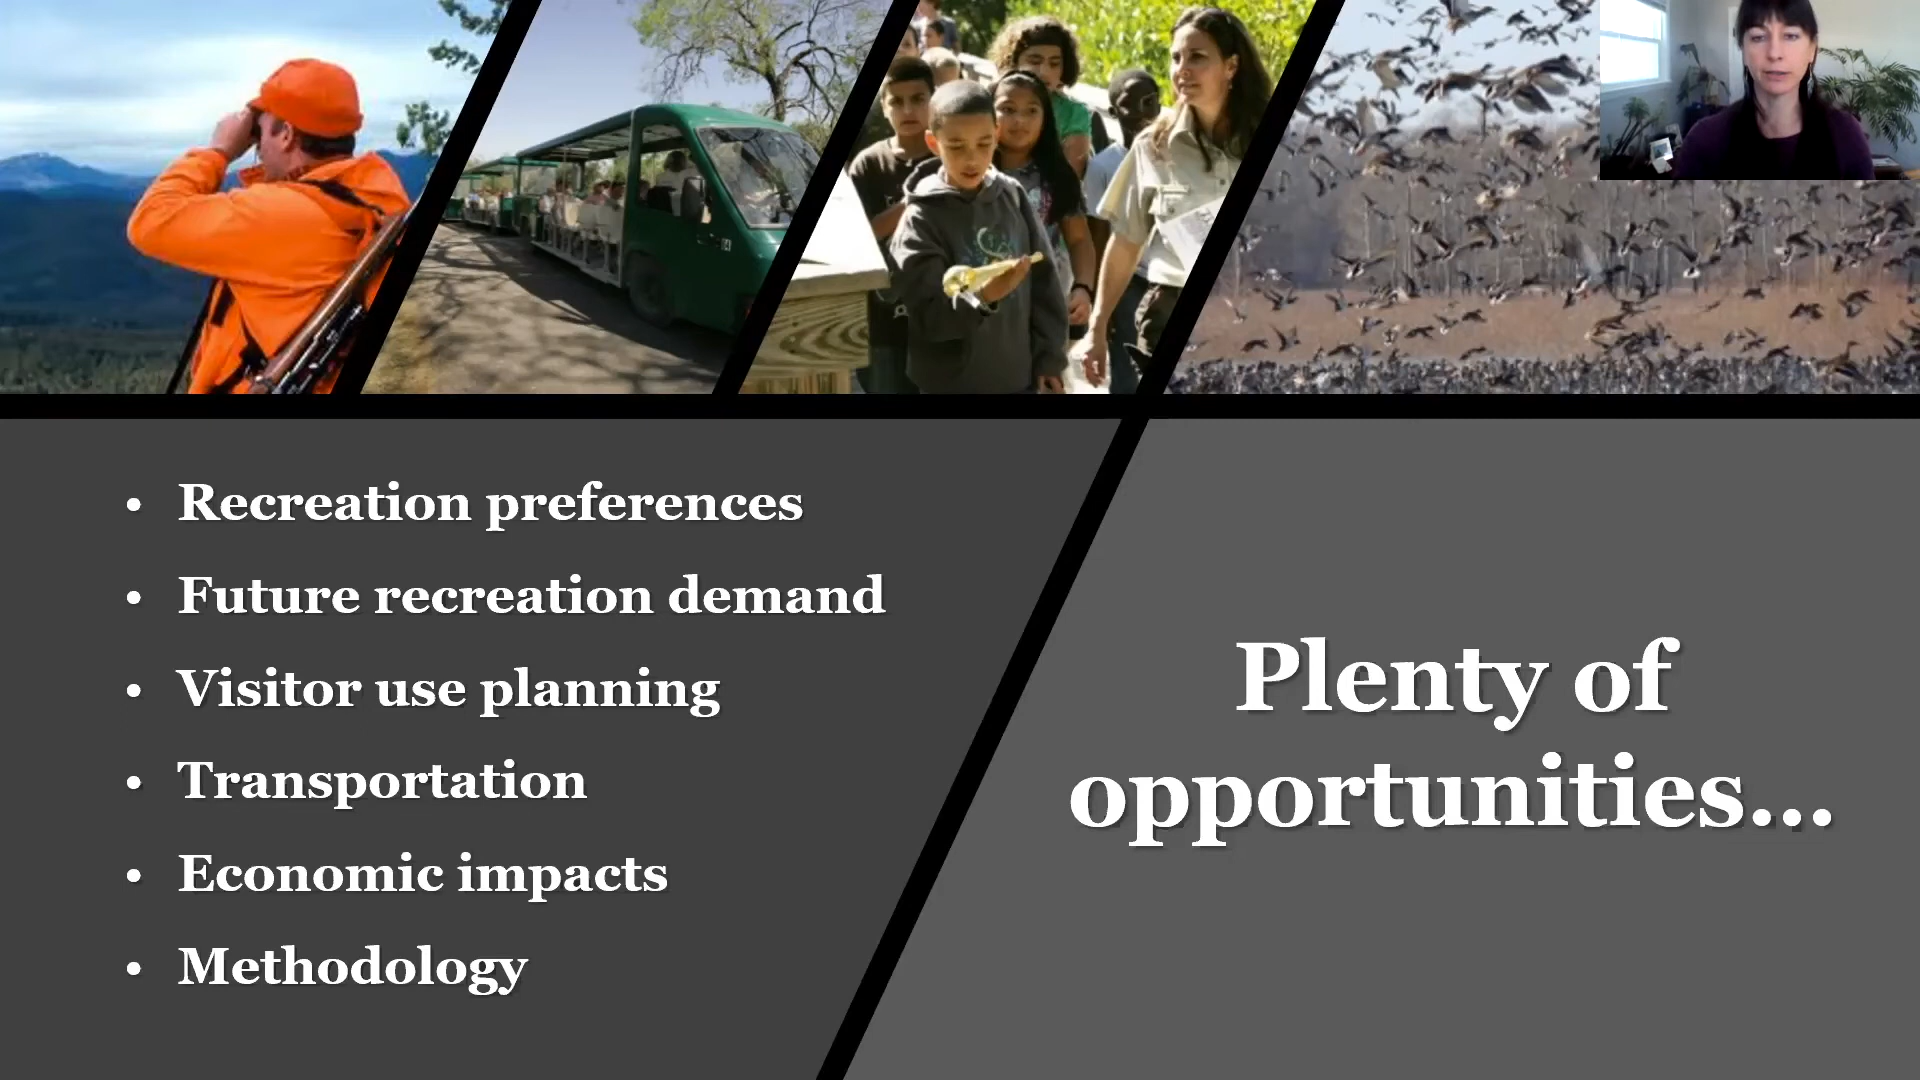 • Recreation preferences
• Future recreation demand
• Visitor use planning
• Transportation
• Economic impacts
• Methodology
Plenty of
opportunities...